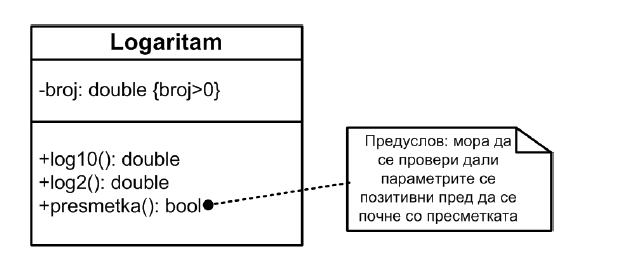 Logaritam
-broj: double {broj>0}
+log10(): double
+log2(): double
+presmetka(): bool
Предуслов: мора да
се провери дали
параметрите се
позитивни пред да се
почне со пресметката